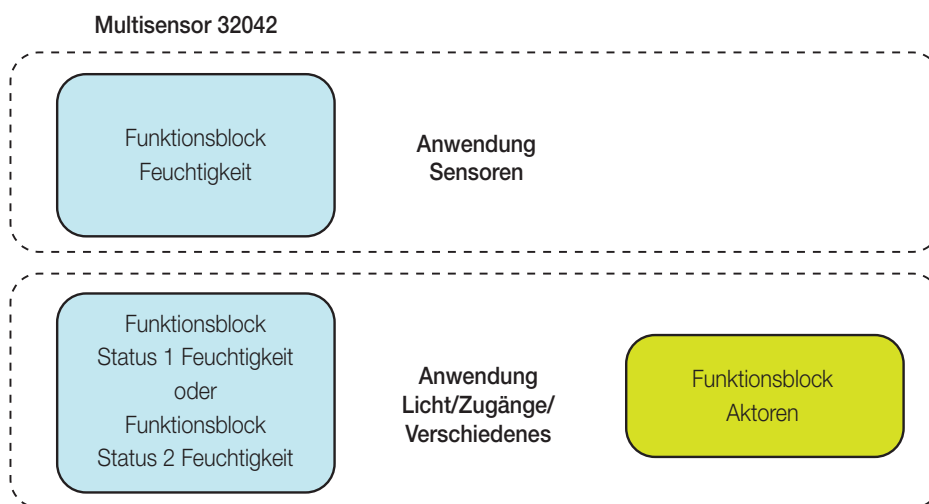 Multisensor 32042
Funktionsblock
Feuchtigkeit
Anwendung
Sensoren
Funktionsblock
Status 1 Feuchtigkeit
oder
Funktionsblock
Status 2 Feuchtigkeit
Anwendung
Licht/Zugänge/
Verschiedenes
Funktionsblock
Aktoren